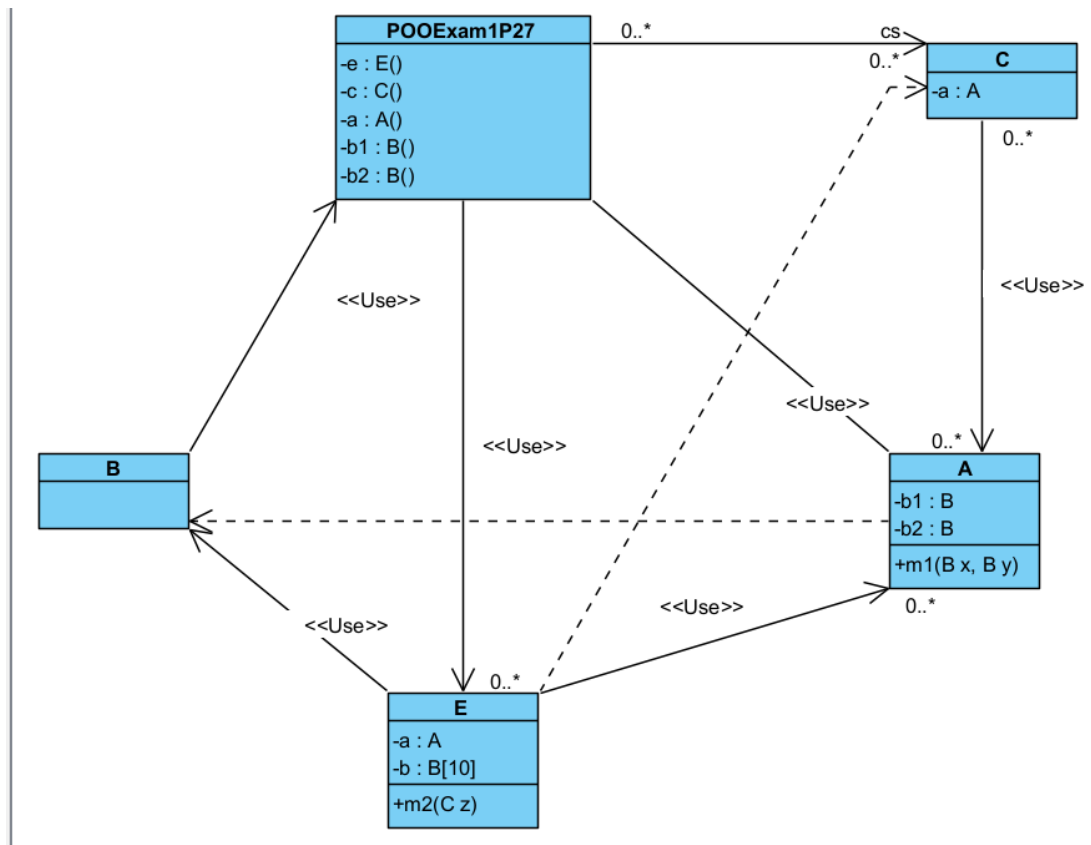 POOExam1P27
-e : E()
-c : C()
-a : A()
-b1 : B()
-b2 : B()
0..*
cs
0..*
C
-a : A
0..*
<<Use>>
<<Use>>
<<Use>>
<<Use>>
0..*
B
A
-b1 : B
-b2 : B
+m1(B x, B y)
0..*
<<Use>>
<<Use>>
0..*
E
-a : A
-b : B[10]
+m2(C z)